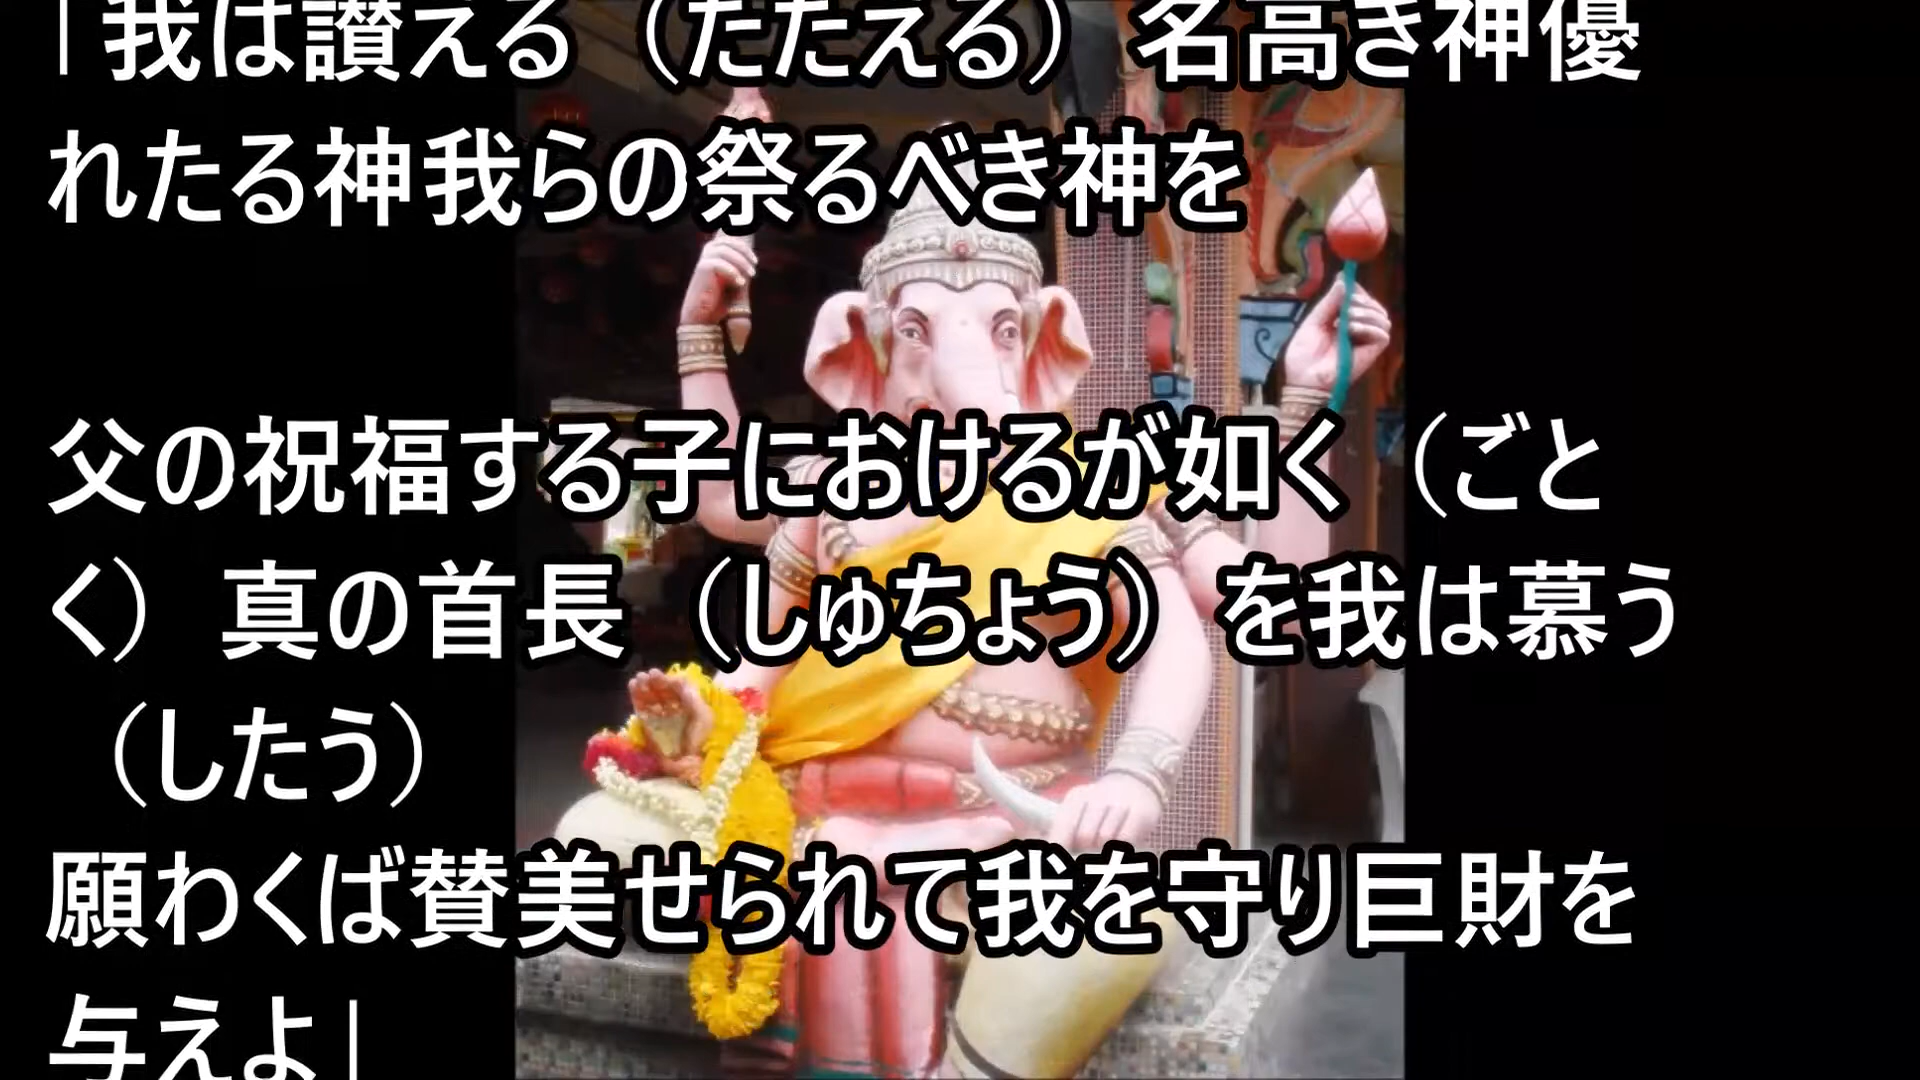 「我は讃える（たたえる）名高き神優
れたる神我らの祭るべき神を
父の祝福する子におけるが如く（ごと
く）真の首長（しゅちょう）を我は慕う
（したう）
願わくば賛美せられて我を守り巨財を
与えよ」